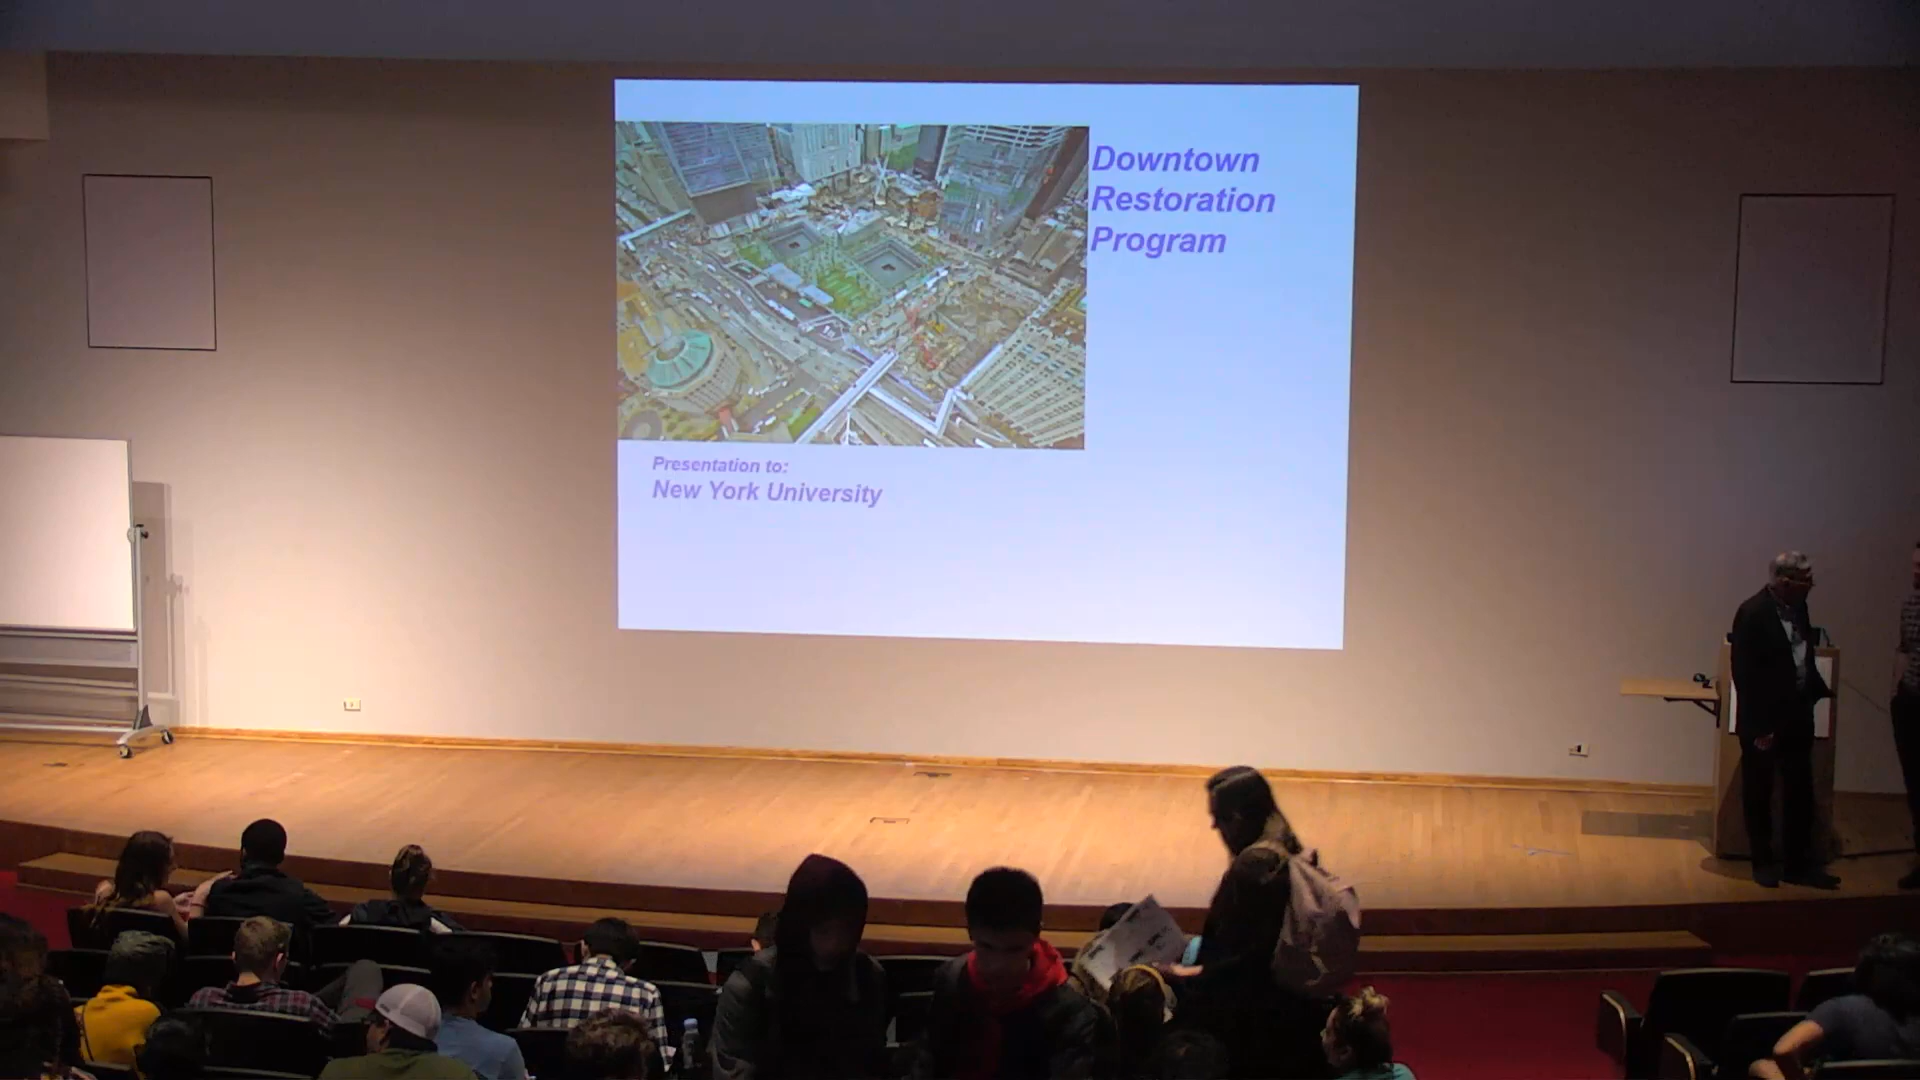 Downtown
Restoration
Program
Presentation to:
New York University